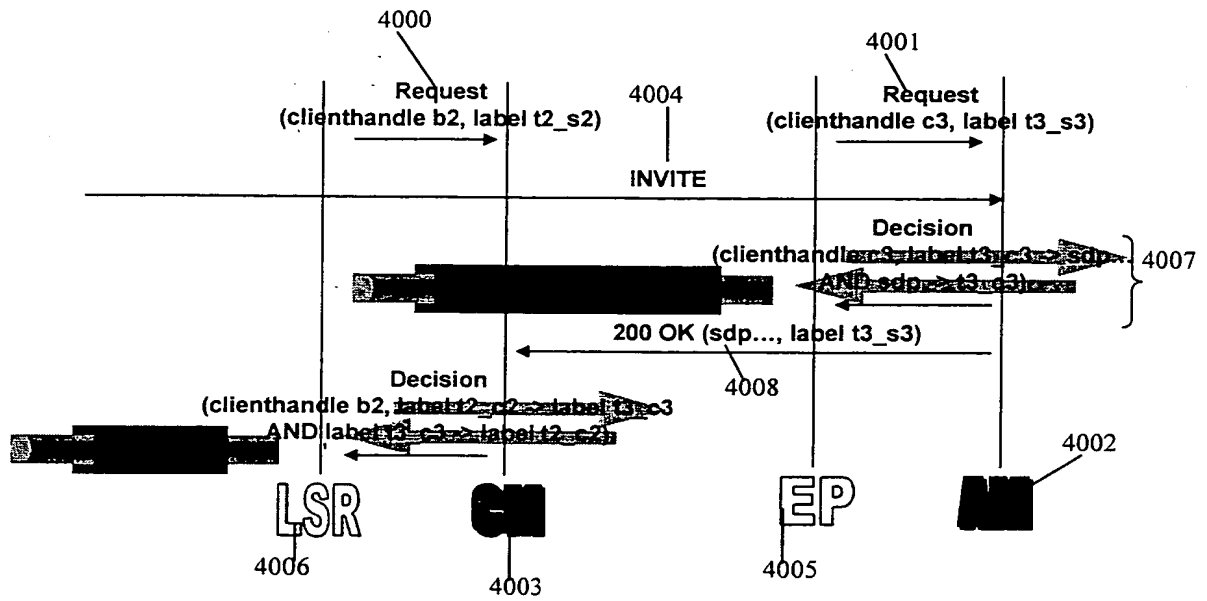 4000
4001
Request
(clienthandle b2, label t2_s2)
4004
Request
(clienthandle c3, label t3_s3)
INVITE
Decision
(clienthandle c3, label t3_c3 -> sdp
AND sdp -> t3_c3)
4007
200 OK (sdp..., label t3_s3)
4008
Decision
(clienthandle b2, label t2_c2 -> label t3_c3
AND label t3_c3 -> label t2_c2)
4002
LSR
EP
4006
4003
4005